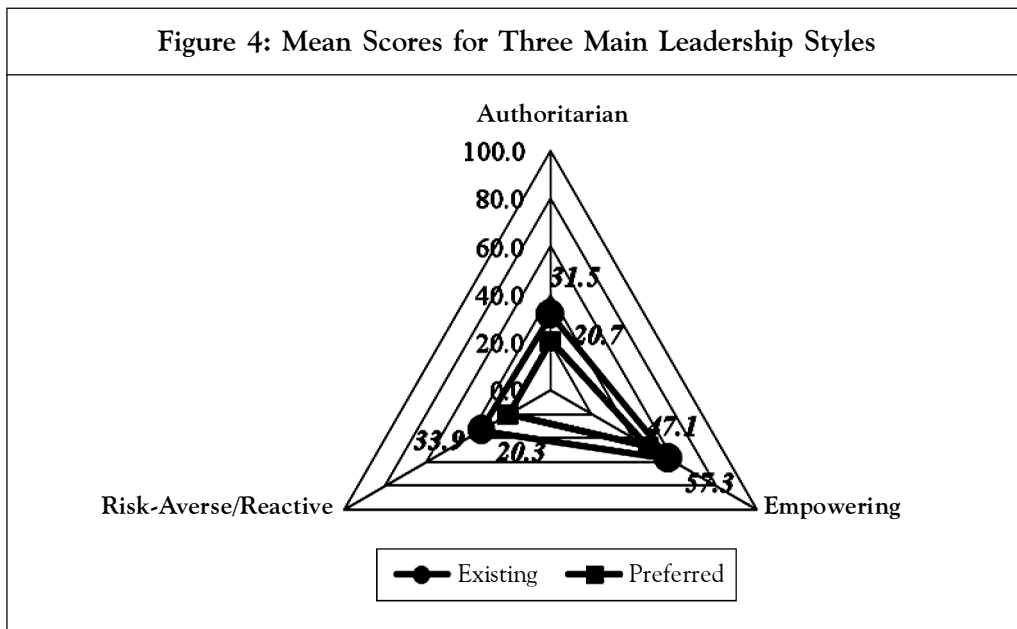 Figure 4: Mean Scores for Three Main Leadership Styles
Authoritarian
100.0
80.0
60.0
31.5
40.0
20.7
20.0
0.0
47.1
33.9
20.3
57.3
Risk-Averse/Reactive
Empowering
Existing
Preferred